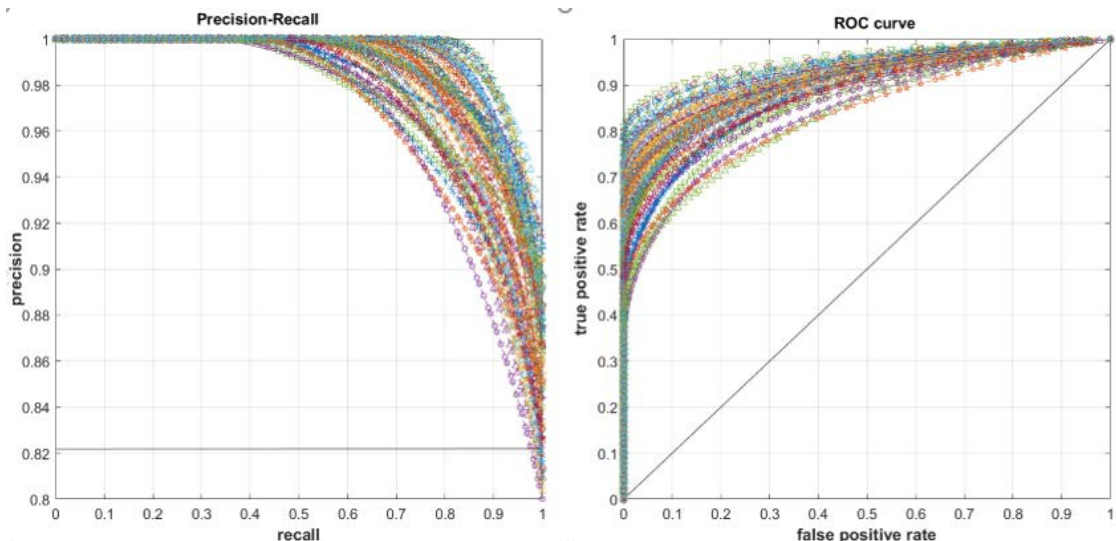 Precision-Recall
1
0.98
0.96
0.94
0.92
0.9
0.88
0.86
0.84
0.82
0.8
precision
0 0.1 0.2 0.3 0.4 0.5 0.6 0.7 0.8 0.9 1
recall
ROC curve
1
0.9
0.8
0.7
0.6
0.5
0.4
0.3
0.2
0.1
0
true positive rate
0 0.1 0.2 0.3 0.4 0.5 0.6 0.7 0.8 0.9 1
false positive rate